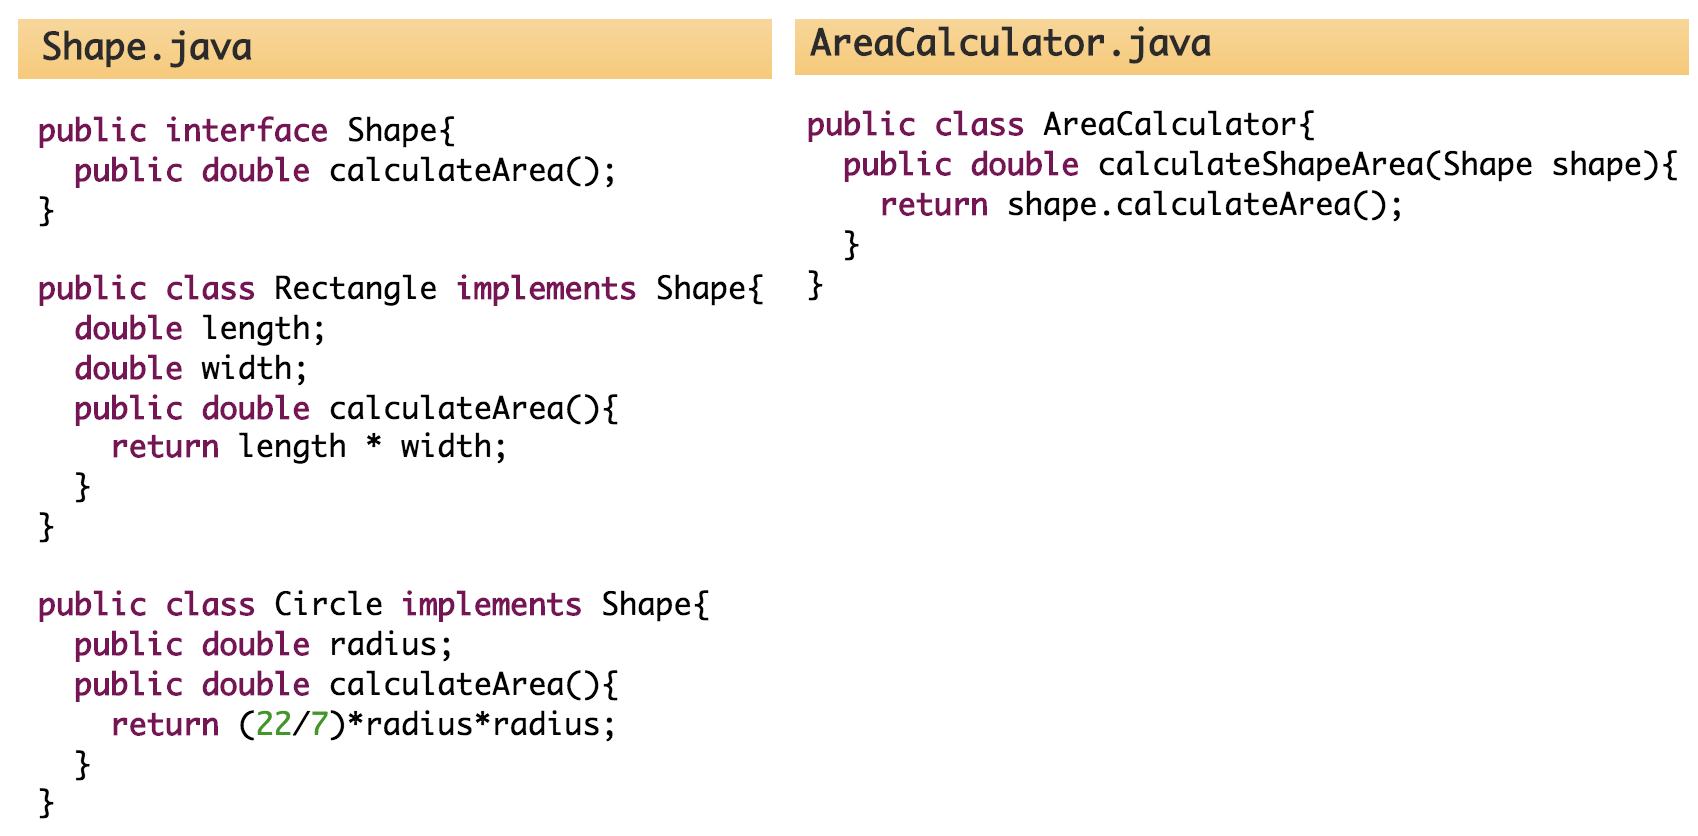 Shape.java
public interface Shape{
  public double calculateArea();
}
public class Rectangle implements Shape{
  double length;
  double width;
  public double calculateArea(){
    return length * width;
  }
}
public class Circle implements Shape{
  public double radius;
  public double calculateArea(){
    return (22/7)*radius*radius;
  }
}
AreaCalculator.java
public class AreaCalculator{
  public double calculateShapeArea(Shape shape){
    return shape.calculateArea();
  }
}